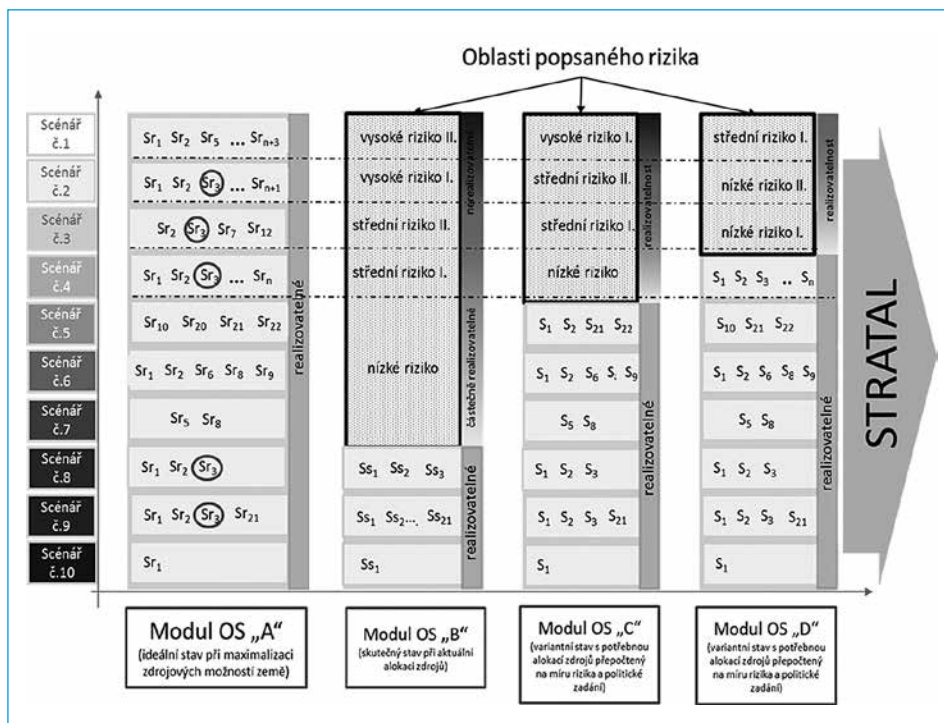 Oblasti popsaného rizika
Scénář
č.1
Sr1 Sr2 Sr5 ... Srn+3
vysoké riziko II.
vysoké riziko I.
střední riziko I.
Scénář
č.2
Sr1 Sr2 Sr3 ... Srn+1
vysoké riziko I.
střední riziko II.
nízké riziko II.
Scénář
č.3
Sr2 Sr3 Sr7 Sr12
střední riziko II.
střední riziko I.
nízké riziko I.
Scénář
č.4
Sr1 Sr2 Sr3 ... Srn
střední riziko I.
nízké riziko
S1 S2 S3 .. Sn
Scénář
č.5
Sr10 Sr20 Sr21 Sr22
S1 S2 S21 S22
S10 S21 S22
Scénář
č.6
Sr1 Sr2 Sr6 Sr8 Sr9
nízké riziko
S1 S2 S6 S. S9
S1 S2 S6 S8 S9
Scénář
č.7
Sr5 Sr8
S5 S8
S5 S8
Scénář
č.8
Sr1 Sr2 Sr3
Ss1 Ss2 Ss3
S1 S2 S3
S1 S2 S3
Scénář
č.9
Sr1 Sr2 Sr3 Sr21
Ss1 Ss2.... Ss21
S1 S2 S3 S21
S1 S2 S3 S21
Scénář
č.10
Sr1
Ss1
S1
S1
realizovatelné
nerealizovatelné
částečně realizovatelné
realizovatelné
realizovatelnost
realizovatelné
realizovatelnost
realizovatelné
STRATAL
Modul OS „A“
(ideální stav při maximalizaci
zdrojových možností země)
Modul OS „B“
(skutečný stav při aktuální
alokaci zdrojů)
Modul OS „C“
(variantní stav s potřebnou
alokací zdrojů přepočtený
na míru rizika a politické
zadání)
Modul OS „D“
(variantní stav s potřebnou
alokací zdrojů přepočtený
na míru rizika a politické
zadání)